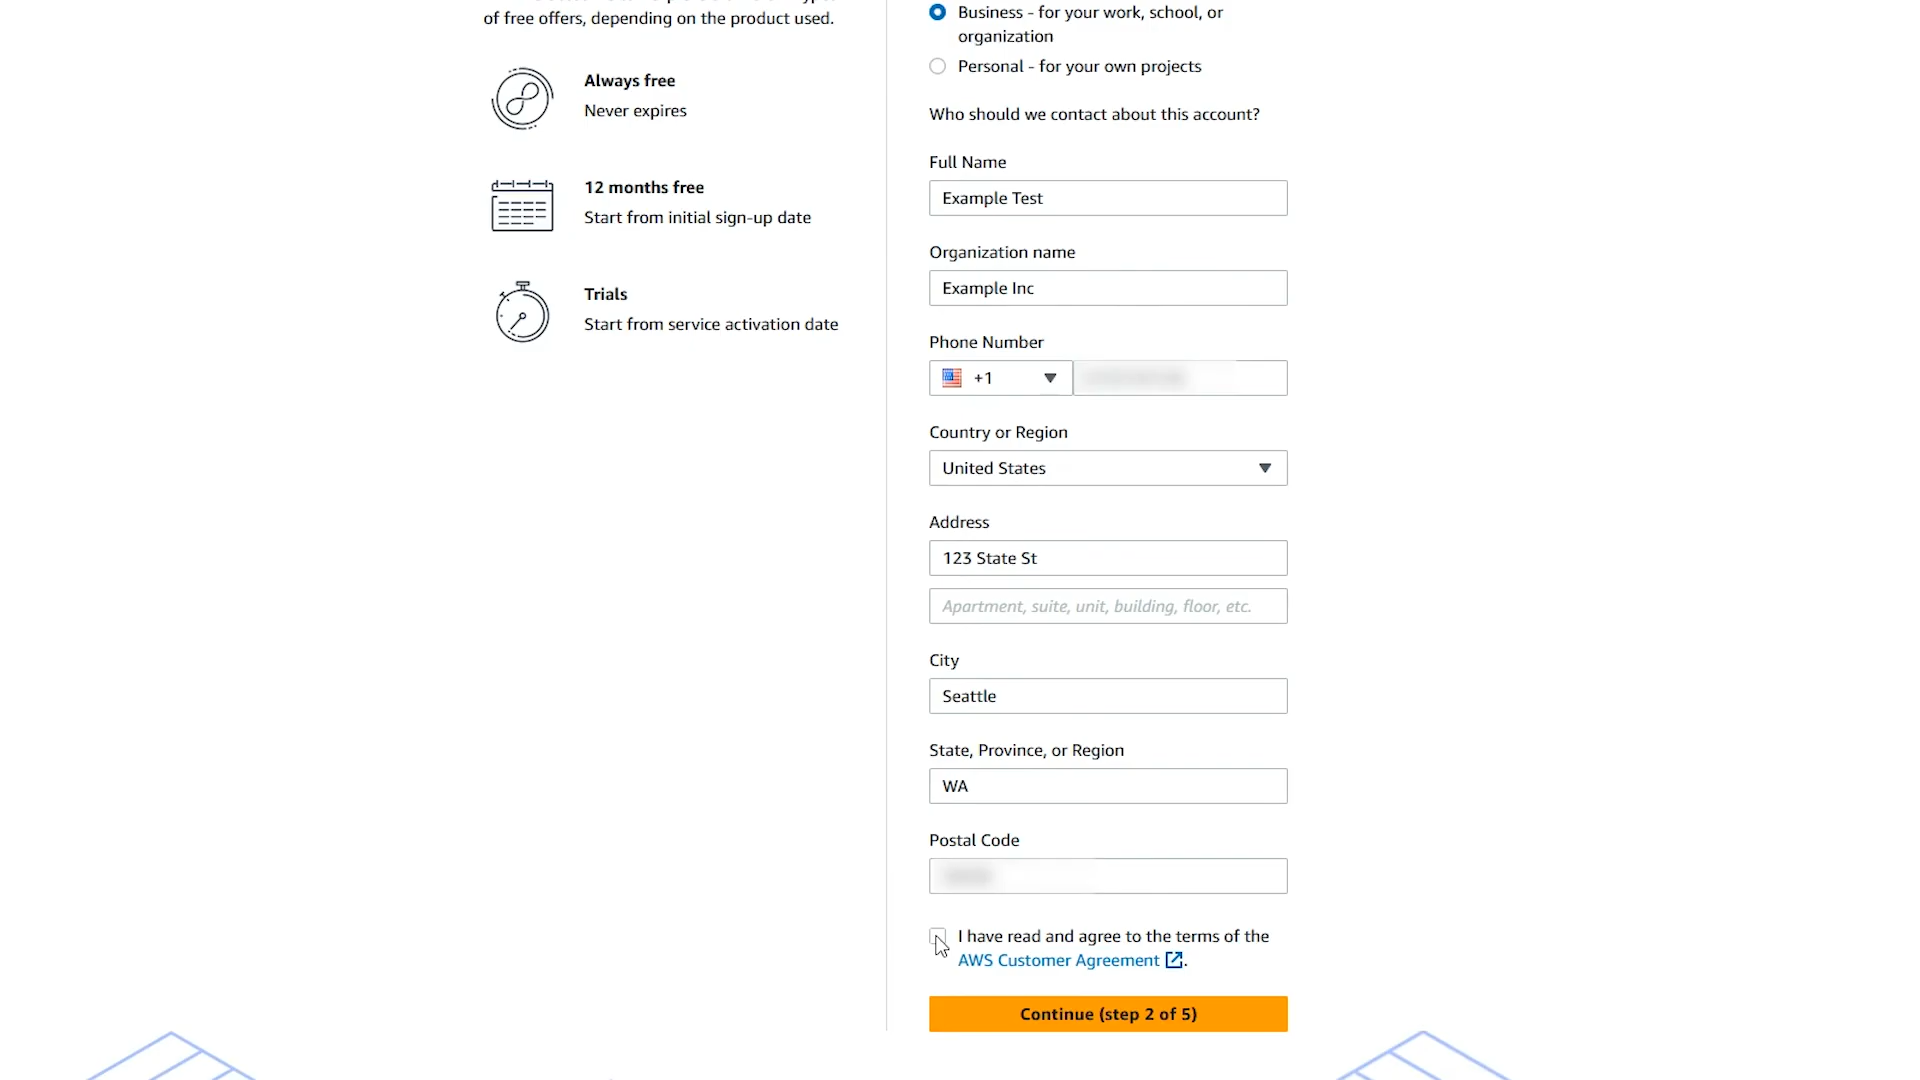 of free offers, depending on the product used.
Always free
Never expires
12 months free
Start from initial sign-up date
Trials
Start from service activation date
Business - for your work, school, or
organization
Personal - for your own projects
Who should we contact about this account?
Full Name
Example Test
Organization name
Example Inc
Phone Number
+1
Country or Region
United States
Address
123 State St
Apartment, suite, unit, building, floor, etc.
City
Seattle
State, Province, or Region
WA
Postal Code
I have read and agree to the terms of the
AWS Customer Agreement.
Continue (step 2 of 5)